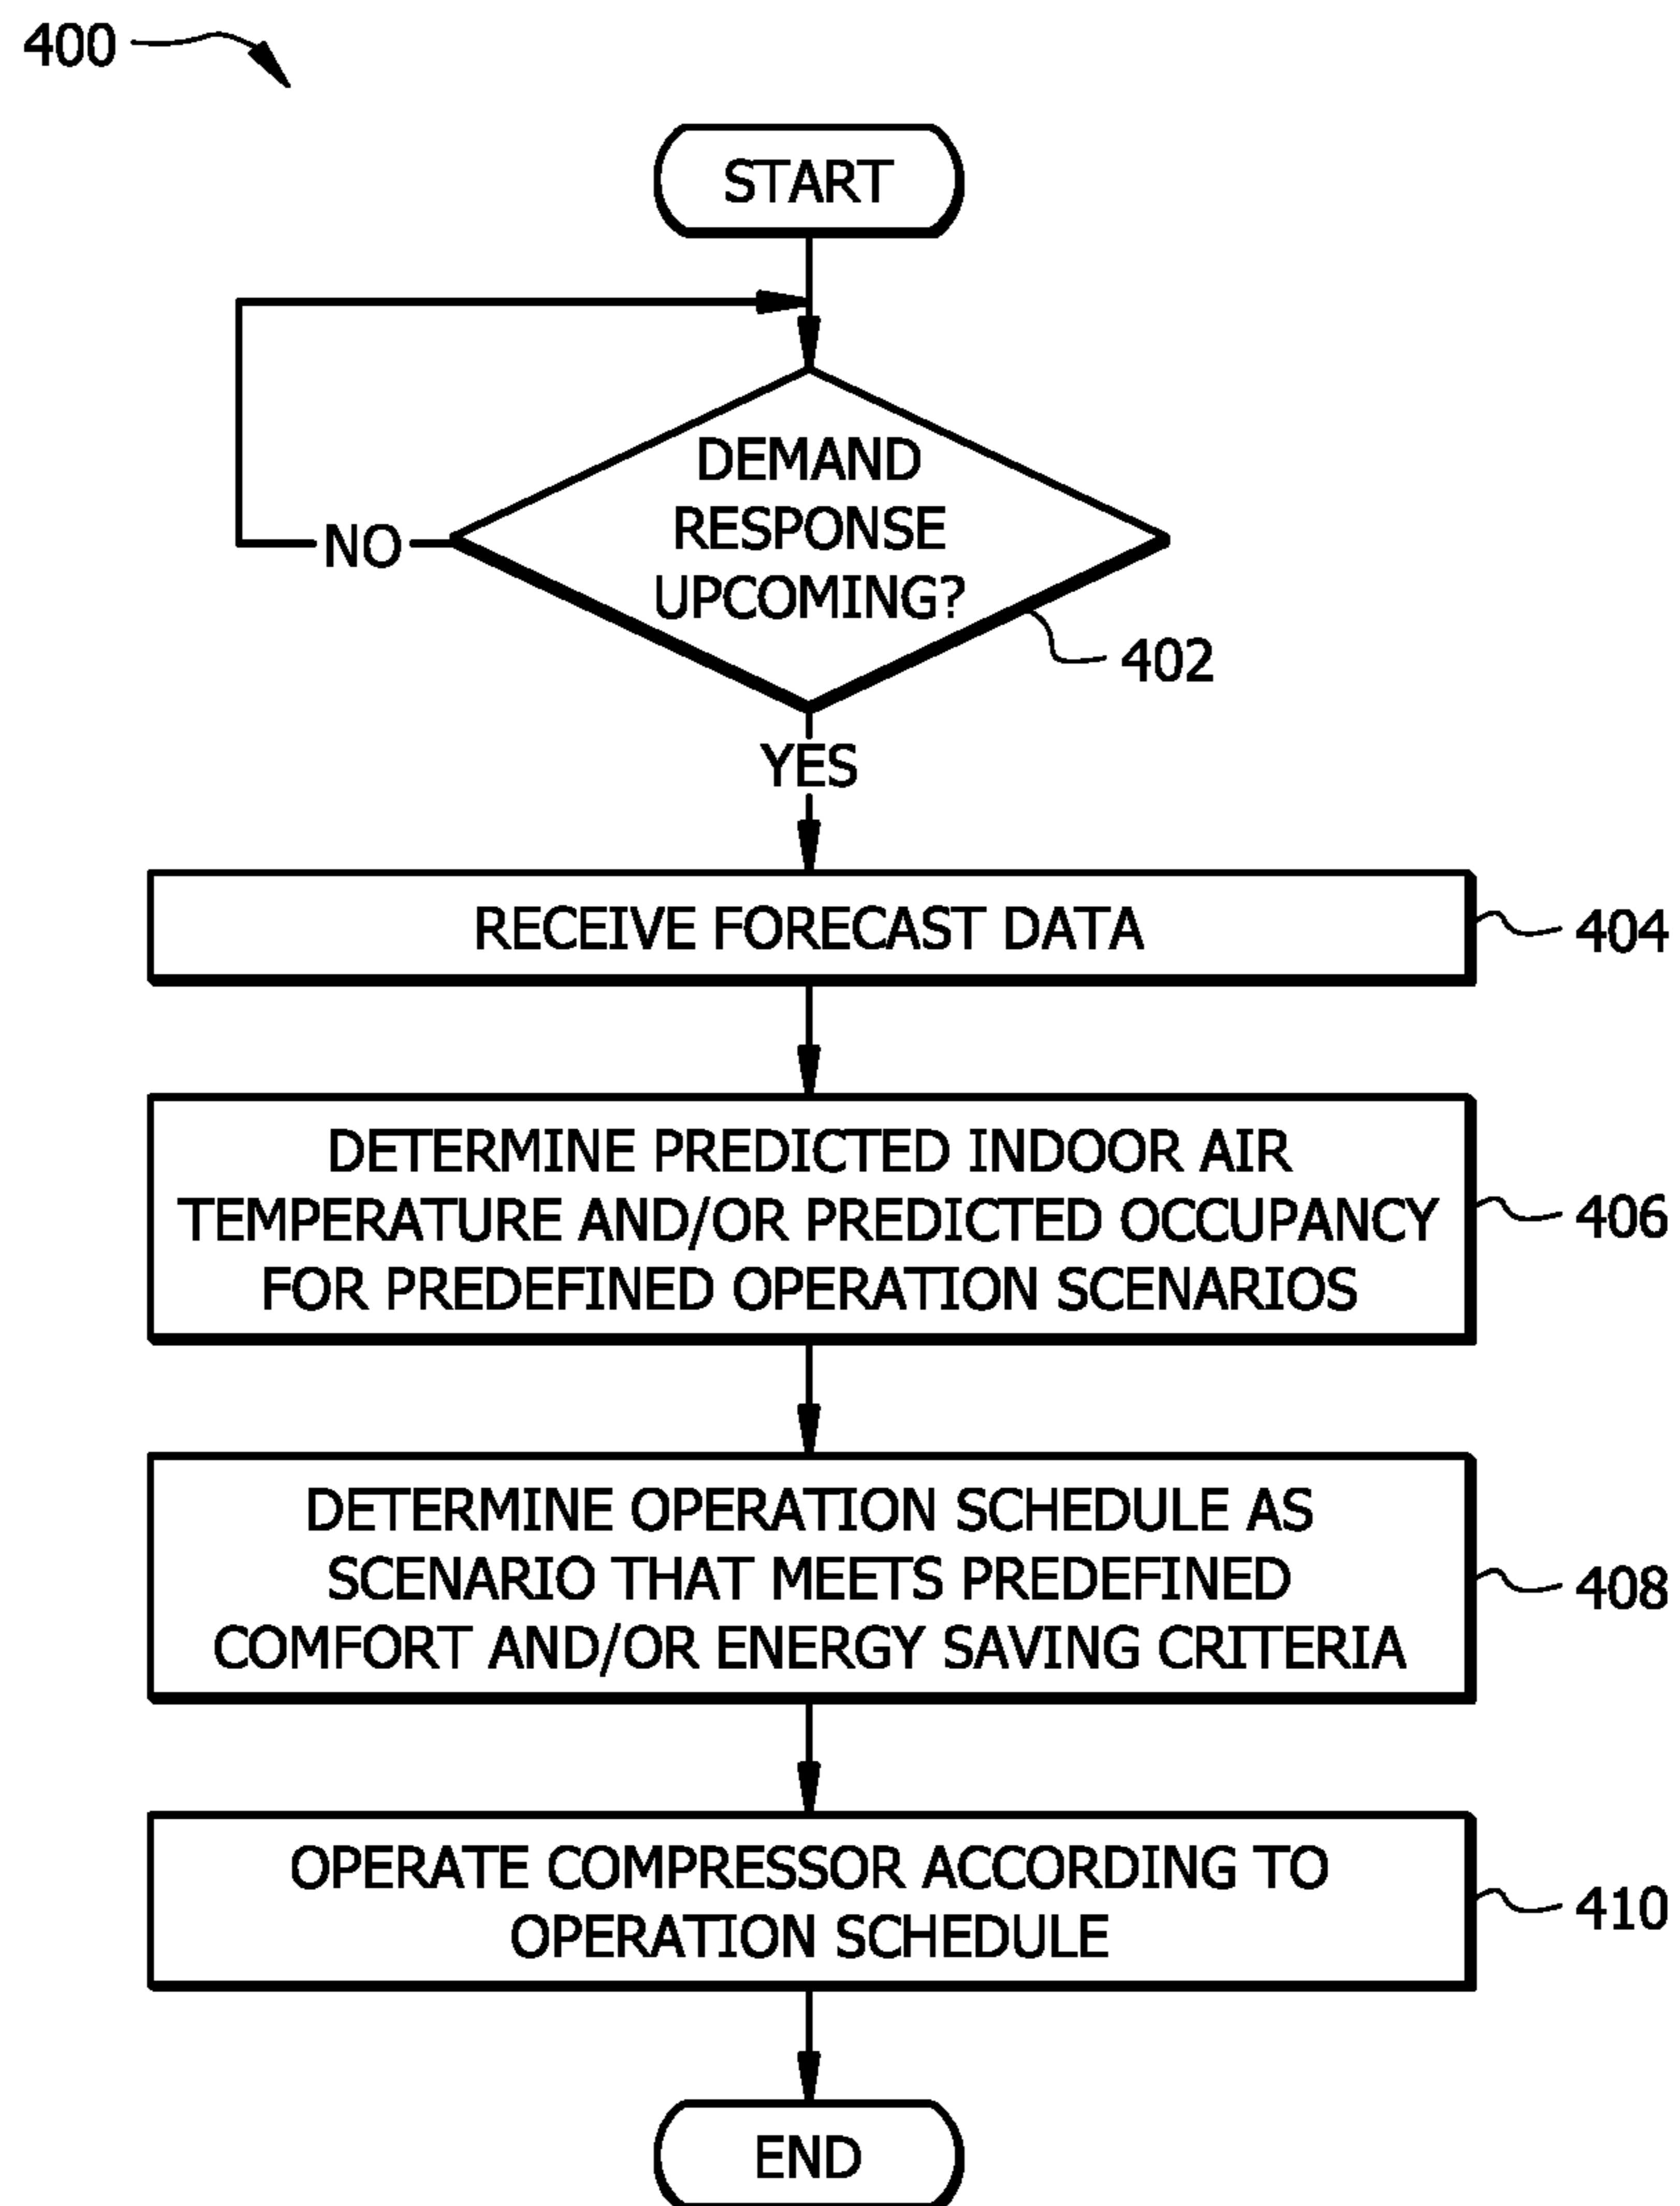 400
START
DEMAND
RESPONSE
UPCOMING?
NO
402
YES
RECEIVE FORECAST DATA
404
DETERMINE PREDICTED INDOOR AIR
TEMPERATURE AND/OR PREDICTED OCCUPANCY
FOR PREDEFINED OPERATION SCENARIOS
406
DETERMINE OPERATION SCHEDULE AS
SCENARIO THAT MEETS PREDEFINED
COMFORT AND/OR ENERGY SAVING CRITERIA
408
OPERATE COMPRESSOR ACCORDING TO
OPERATION SCHEDULE
410
END